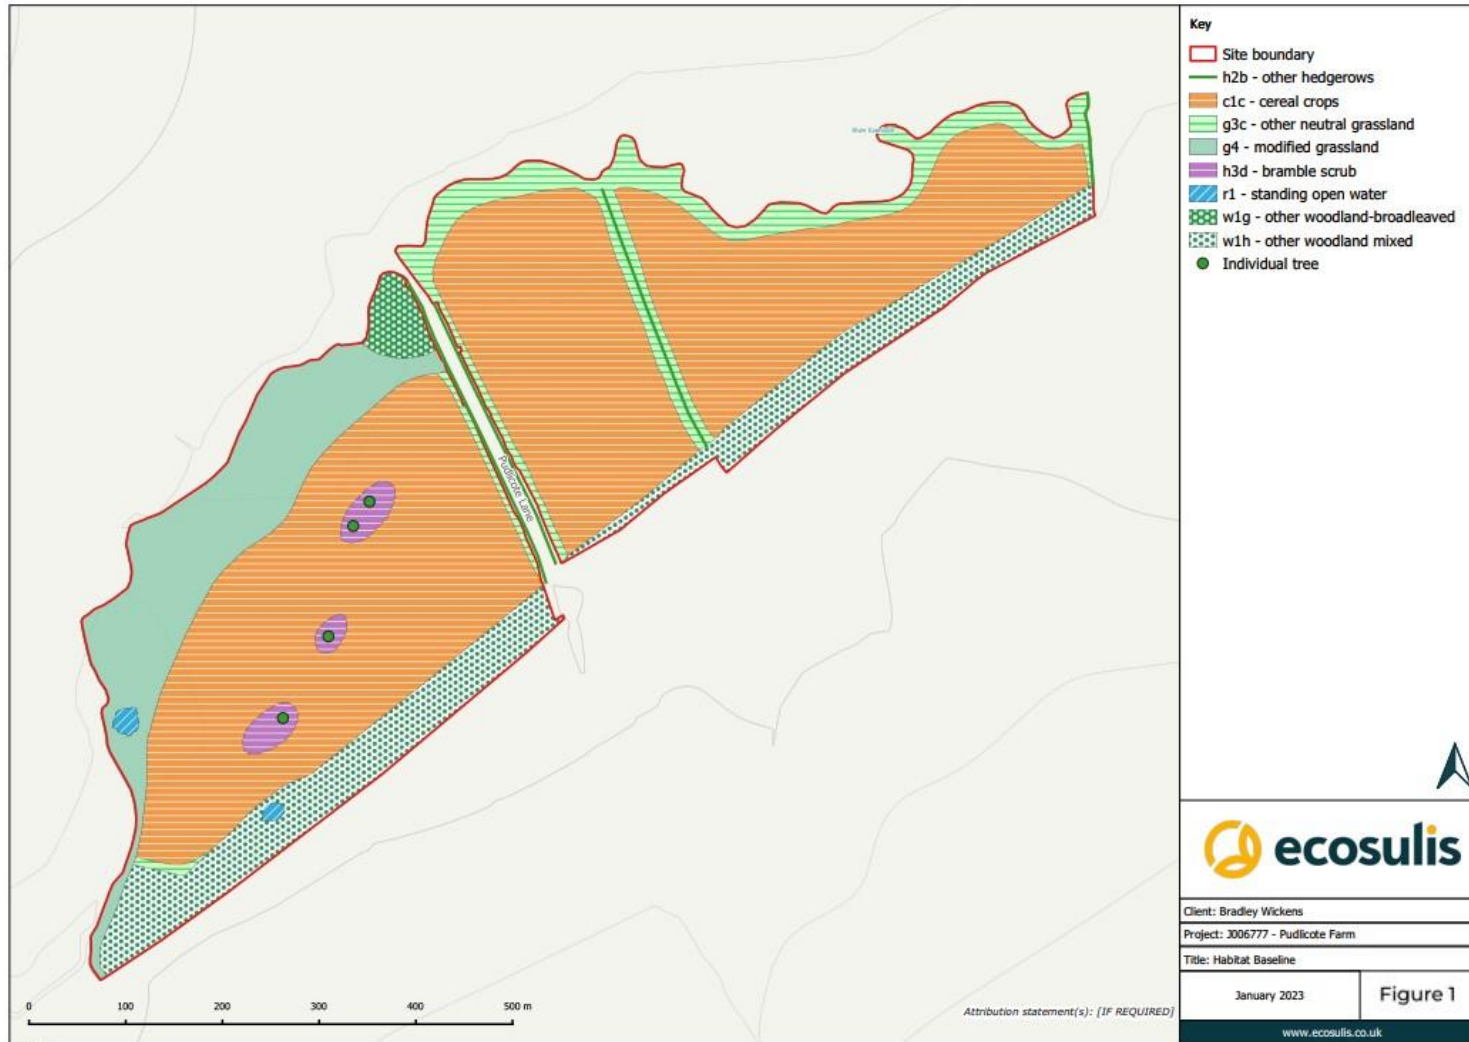 Key
Site boundary
h2b - other hedgerows
c1c - cereal crops
g3c - other neutral grassland
g4 - modified grassland
h3d - bramble scrub
r1 - standing open water
w1g - other woodland-broadleaved
w1h - other woodland mixed
Individual tree
Pudlicote Lane
0 100 200 300 400 500 m
Attribution statement(s): [IF REQUIRED]
ecosulis
Client: Bradley Wickens
Project: J006777 - Pudlicote Farm
Title: Habitat Baseline
January 2023
Figure 1
www.ecosulis.co.uk